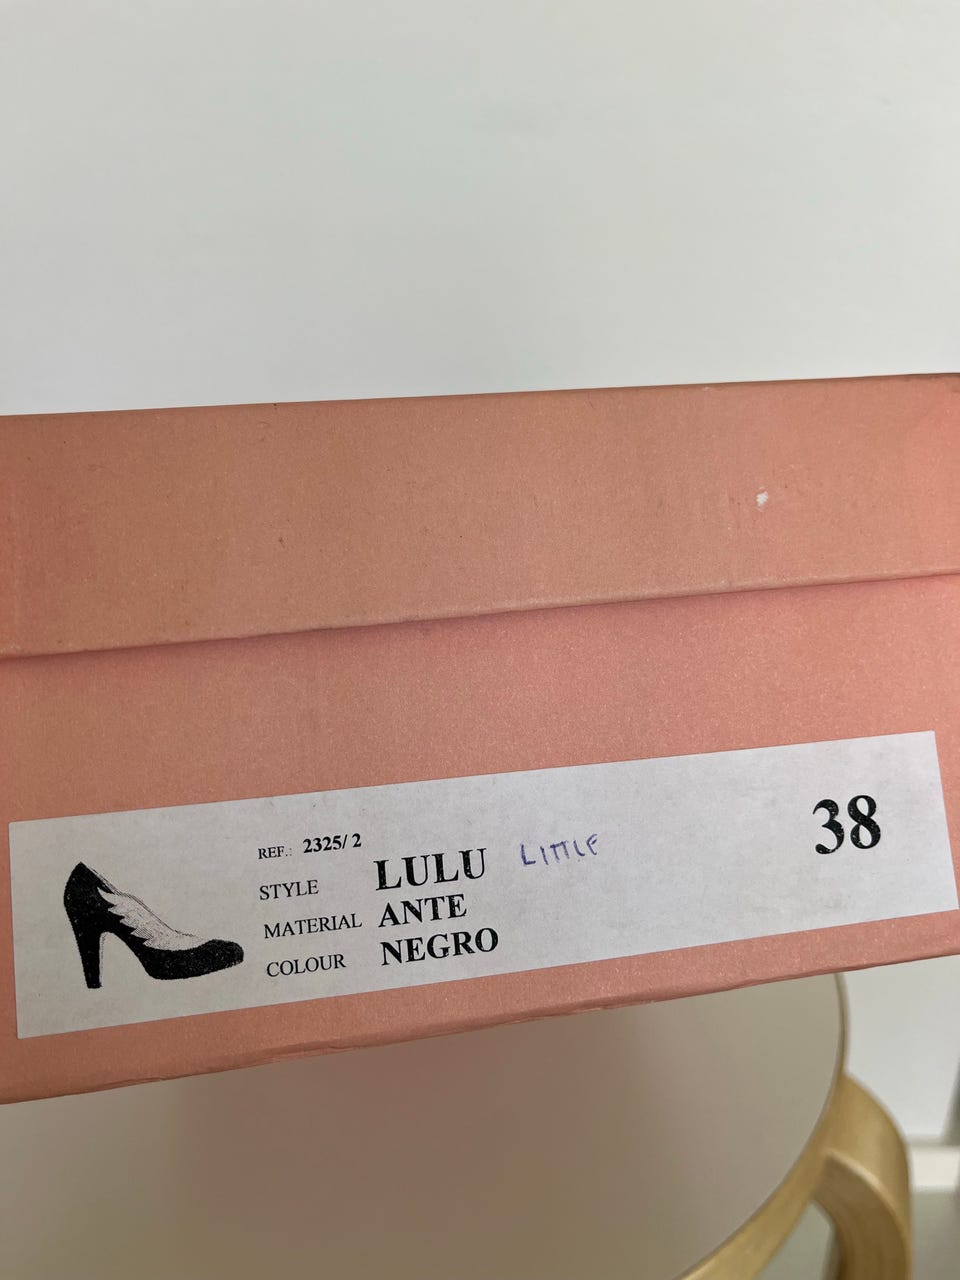 REF.: 2325/ 2
STYLE LULU LITTLE
MATERIAL ANTE
COLOUR NEGRO
38